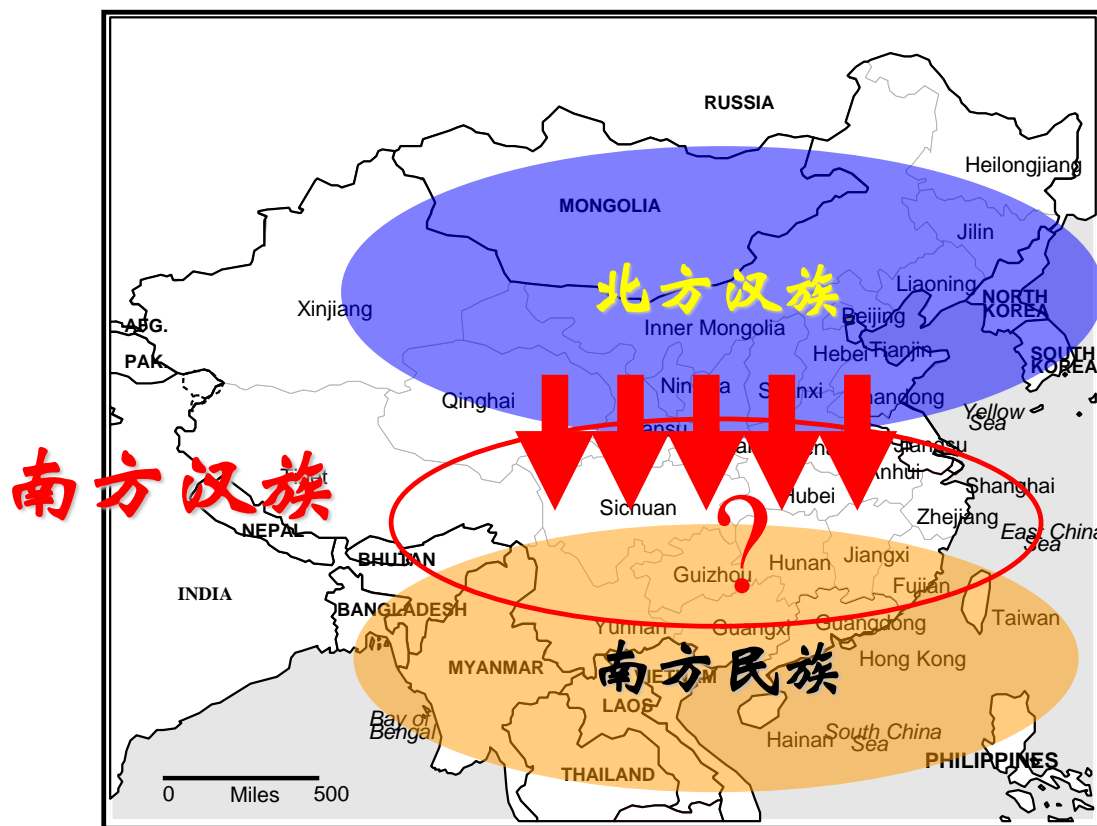 RUSSIA
Heilongjiang
MONGOLIA
Jilin
北方汉族
Liaoning
NORTH
KOREA
Xinjiang
AFG.
Beijing
Inner Mongolia
PAK.
Hebei
Tianjin
SOUTH
KOREA
Qinghai
Yellow
Sea
Jiangsu
Anhui
南方汉族
Tibet
Shanghai
Hubei
Sichuan
?
Zhejiang
NEPAL
East China
Sea
BHUTAN
Jiangxi
Hunan
Guizhou
Fujian
INDIA
BANGLADESH
Taiwan
Yunnan
Guangxi
Guangdong
Hong Kong
MYANMAR
南方民族
VIETNAM
LAOS
Bay of
Bengal
South China
Sea
Hainan
PHILIPPINES
THAILAND
0 Miles 500